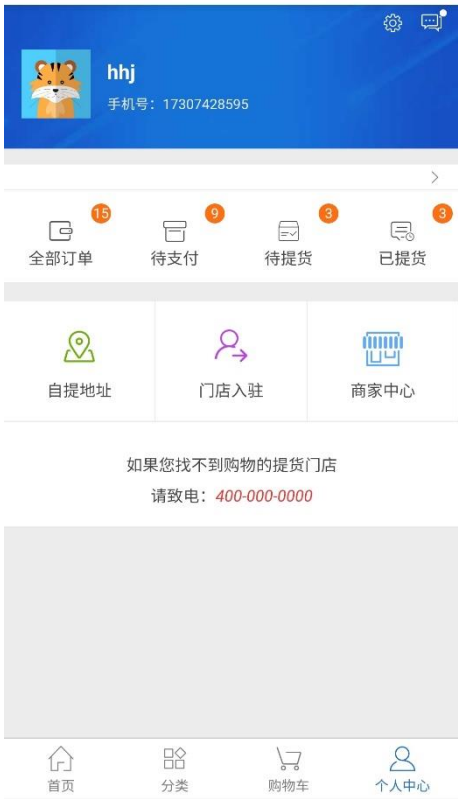 hhj
手机号：17307428595
15
9
3
3
全部订单
待支付
待提货
已提货
自提地址
门店入驻
商家中心
如果您找不到购物的提货门店
请致电：400-000-0000
首页
分类
购物车
个人中心